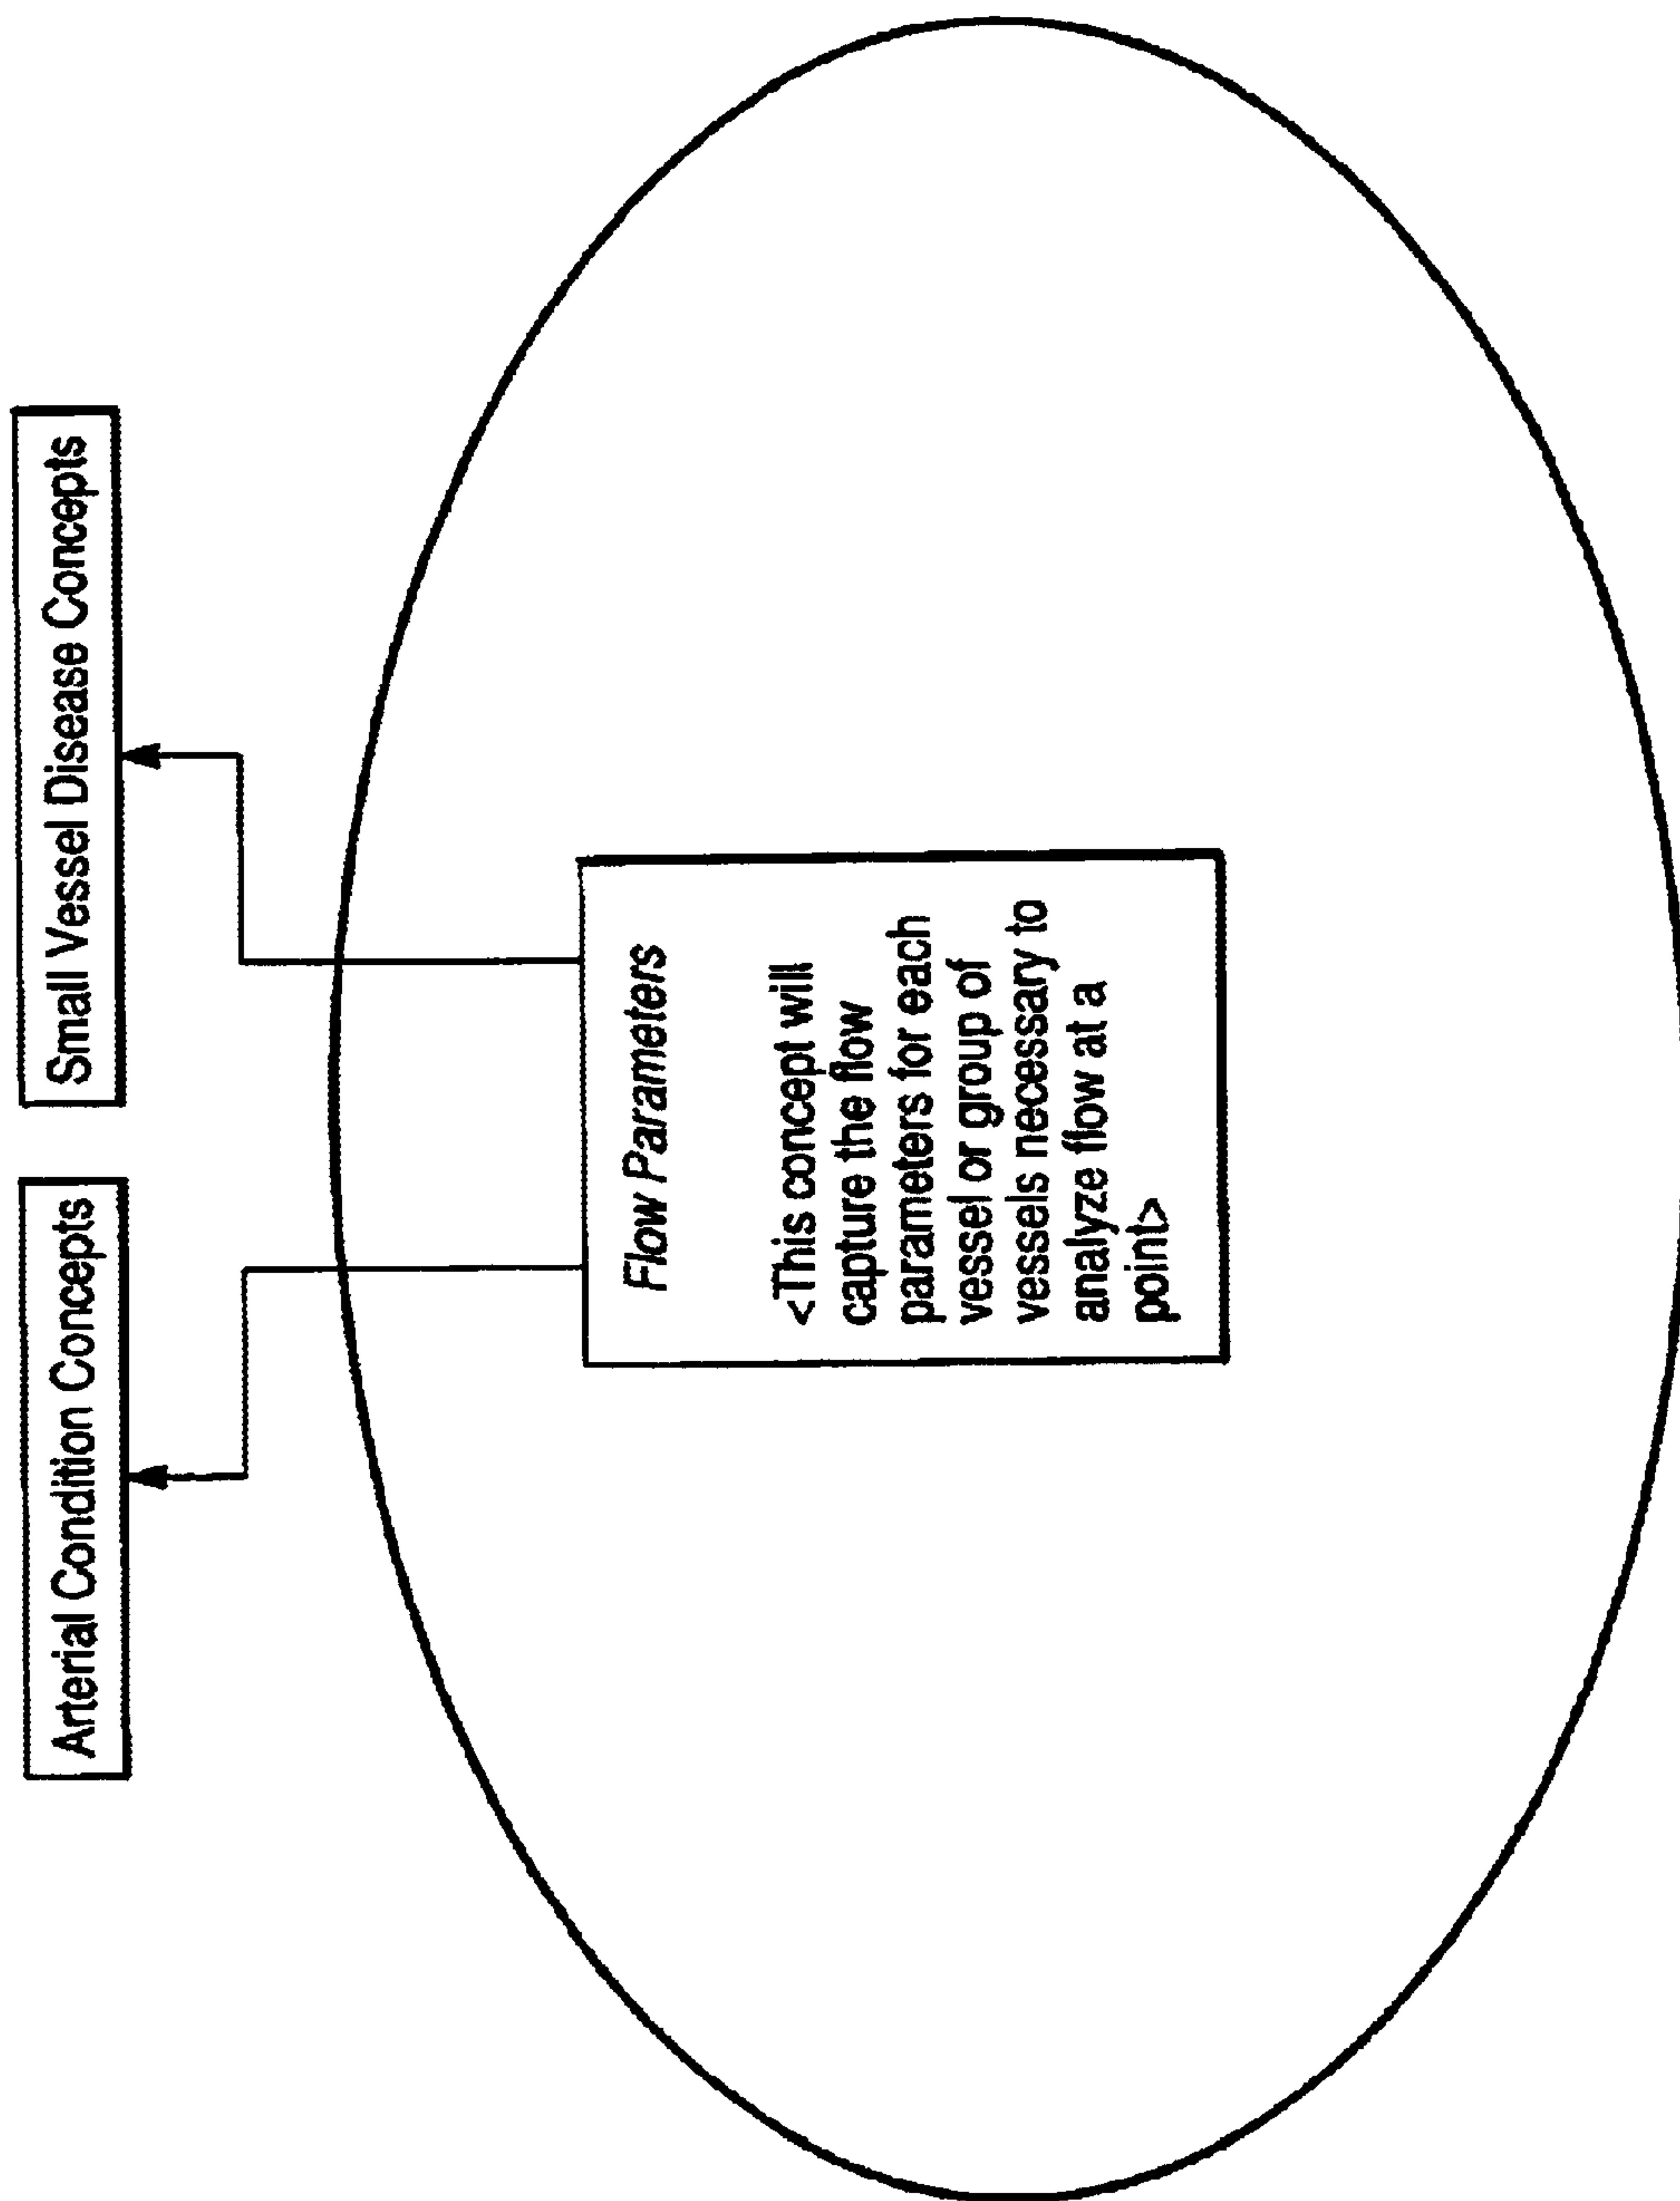 Arterial Condition Concepts
Small Vessel Disease Concepts
Flow Parameters
<This concept will
capture the flow
parameters for each
vessel or group of
vessels necessary to
analyze flow at a
point>